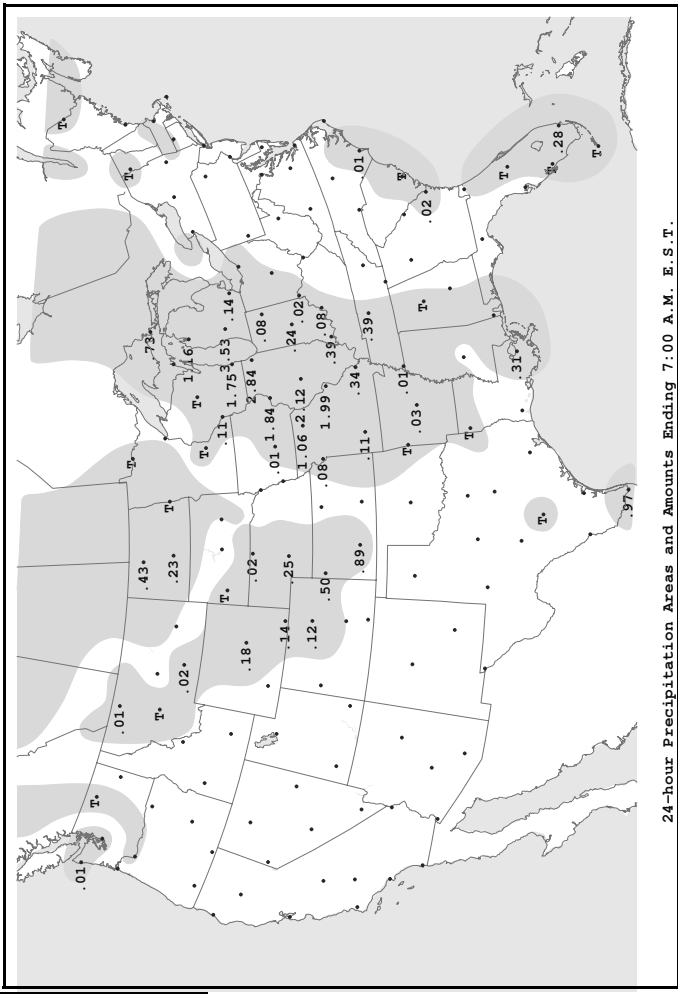 T
.01
T
.01
T
T
.43
.73
T
T
.23
.02
1.16
T
T
T
.11
3.53
.14
1.75
.18
.02
2.84
.08
1.84
.01
.14
.25
.24
.02
1.06
2.12
.12
.08
.08
.50
1.99
.39
.34
.01
.89
.11
.39
T
.01
T
.03
T
.02
T
T
.31
T
T
.28
T
.97
24-hour Precipitation Areas and Amounts Ending 7:00 A.M. E.S.T.